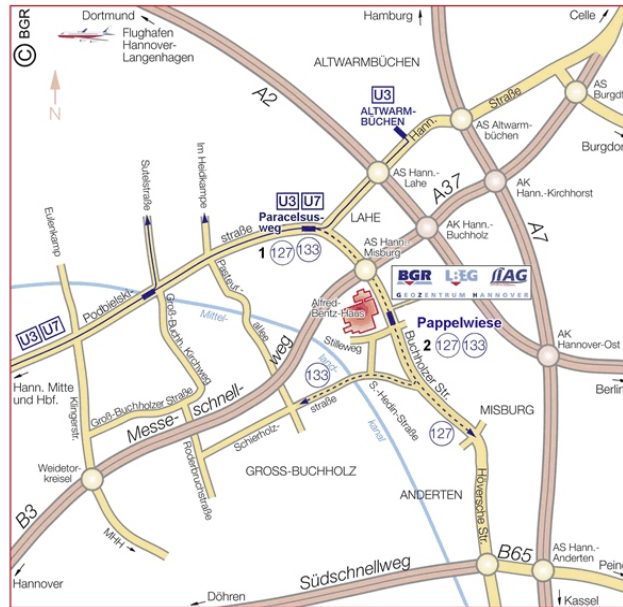 © BGR
Dortmund
Flughafen
Hannover-
Langenhagen
N
A2
Hamburg
Celle
ALTWARMBÜCHEN
AS
Burgdf
Burgdorf
U3
ALTWARM-
BÜCHEN
Hann.
Straße
AS Altwarm-
büchen
AS Hann.-
Lahe
A37
AK
Hann.-Kirchhorst
AK Hann.-
Buchholz
A7
LAHE
Sutelstraße
Im Heidkampe
Eulenkamp
U3 U7
Paracelsus-
weg
1 127 133
straße
Podbielski-
AS Hann.-
Misburg
BGR LBEG LIAG
GEOZENTRUM HANNOVER
Alfred-
Bentz-Haus
Pappelwiese
2 127 133
Stilleweg
Buchholzer Str.
Pasteur-
allee
Mittel-
land-
kanal
U3 U7
Hann. Mitte
und Hbf.
Groß-Buchh. Kirchweg
Groß-Buchholzer Straße
Klingerstr.
Messe-
schnell-
weg
133
straße
Schierholz-
S.-Hedin-Straße
AK
Hannover-Ost
Berlin
MISBURG
127
Weidetor-
kreisel
Roderbruchstraße
GROSS-BUCHHOLZ
ANDERTEN
Höversche Str.
B3
MHH
Hannover
Döhren
Südschnellweg
B65
AS Hann.-
Anderten
Peine
Kassel